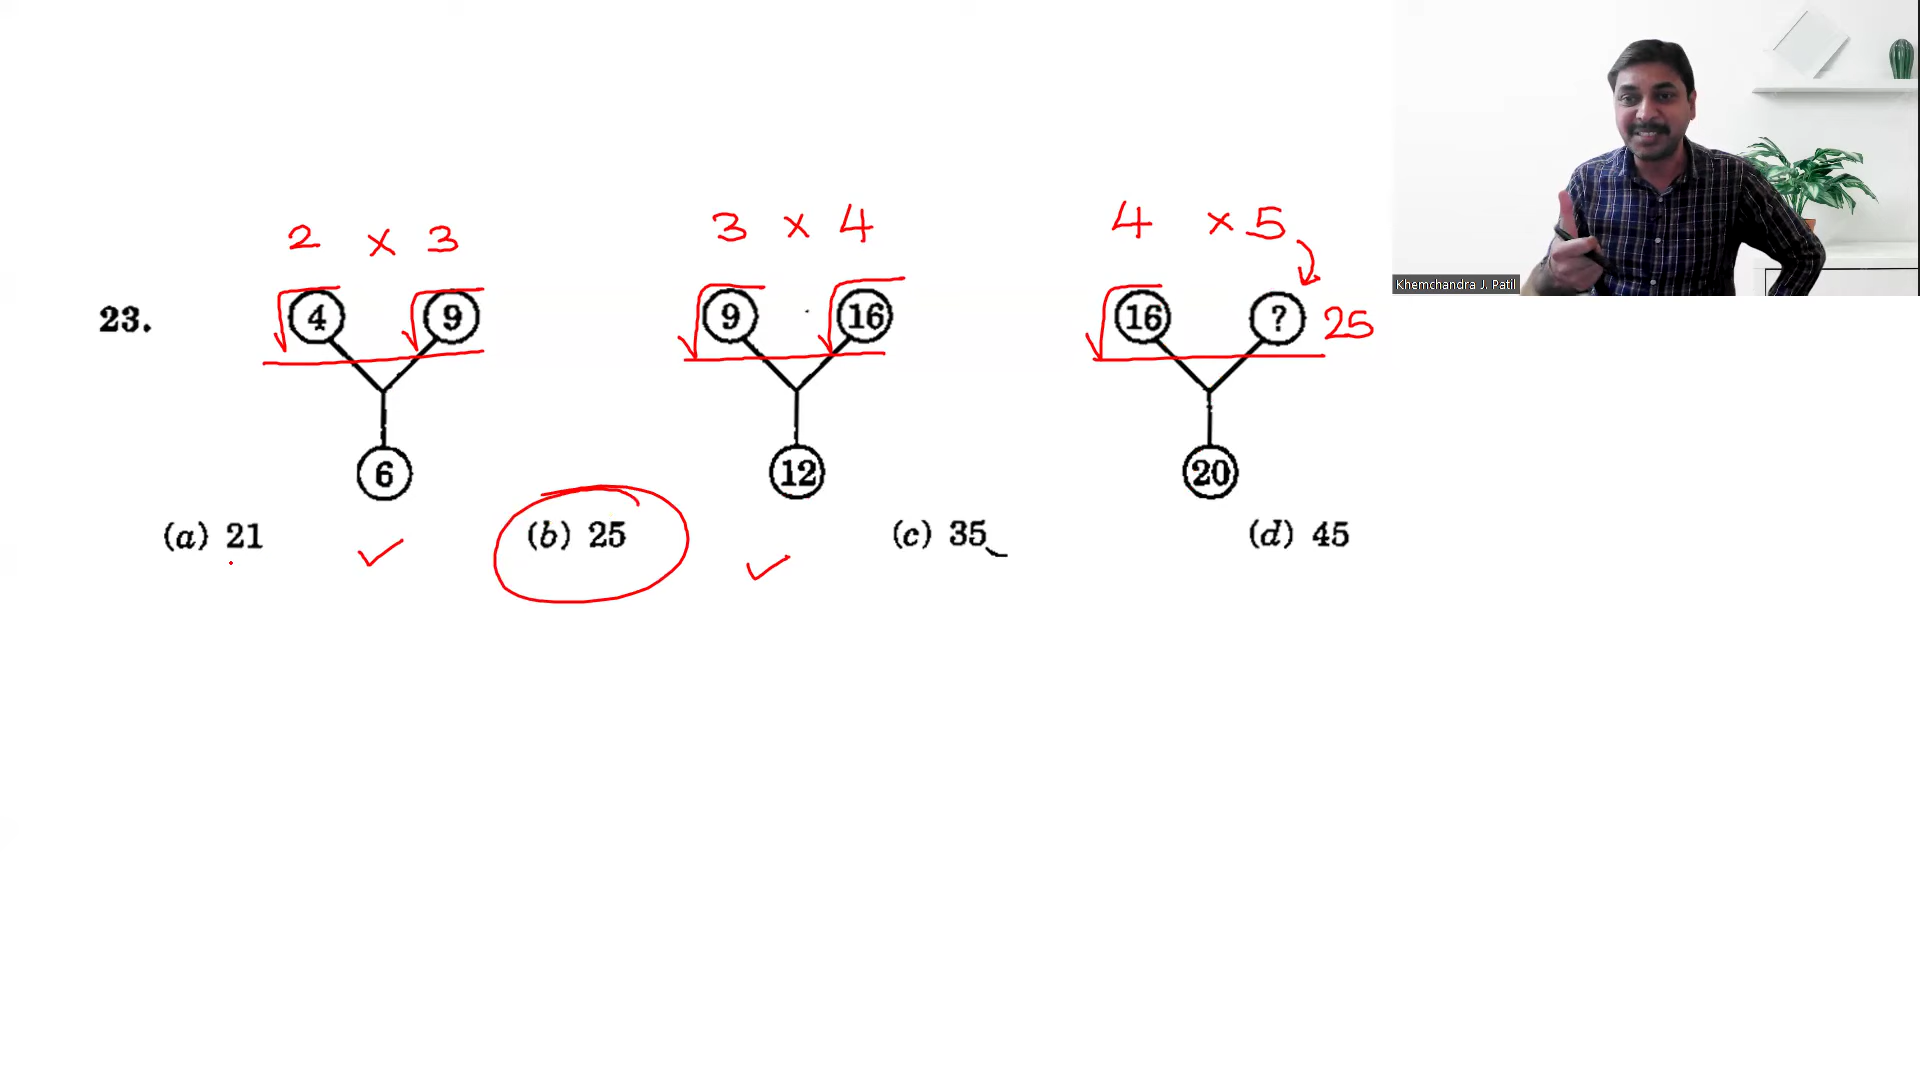 Khemchandra J. Patil
2 × 3
3 × 4
4 × 5
23.
4 9
9 16
16 ? 25
6
12
20
(a) 21
(b) 25
(c) 35
(d) 45